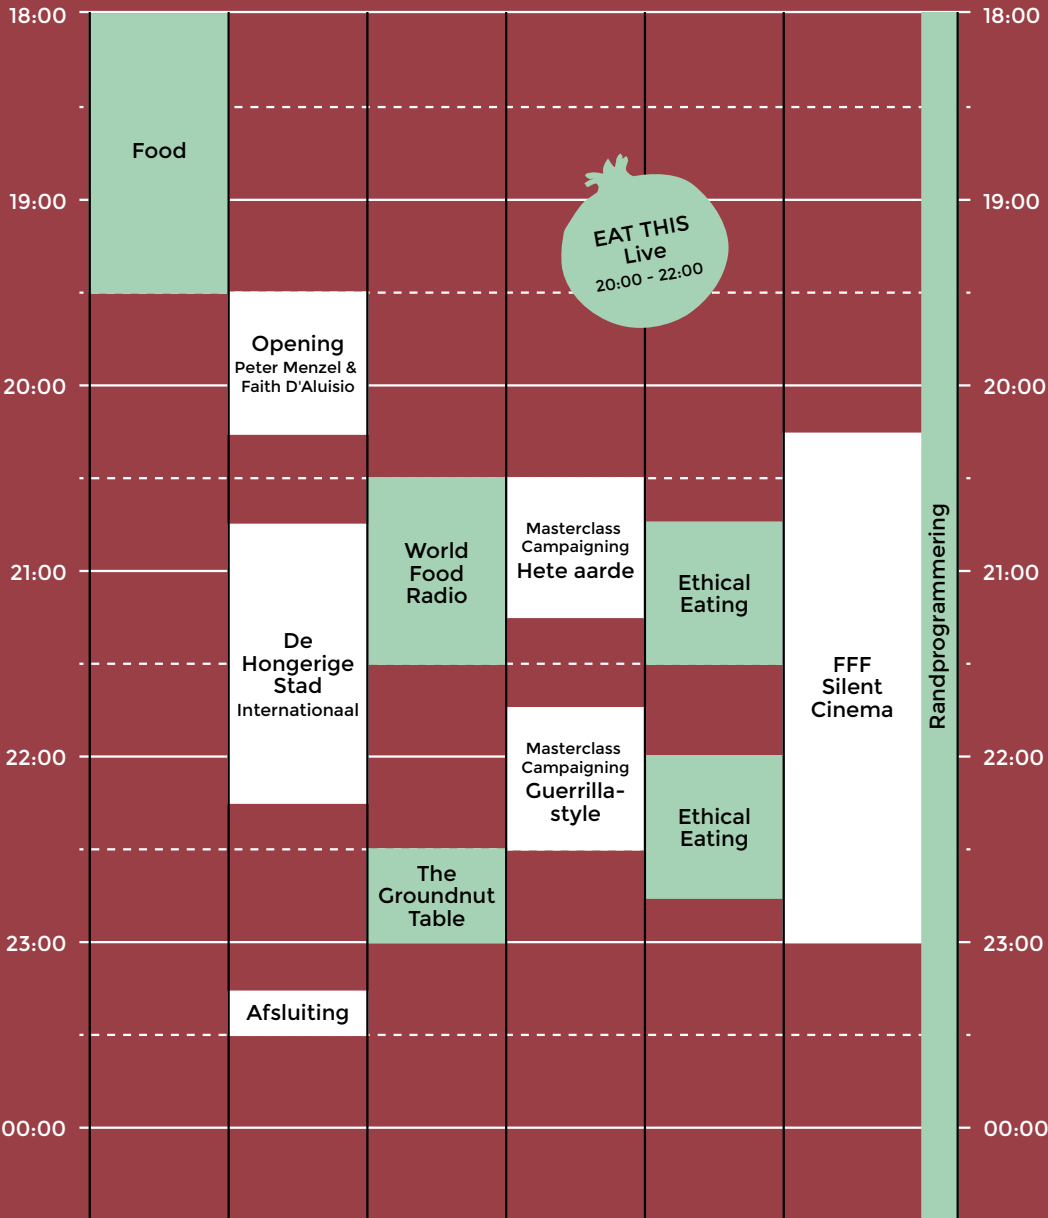 18:00
18:00
Food
19:00
19:00
EAT THIS
Live
20:00 - 22:00
Opening
Peter Menzel &
Faith D'Aluisio
20:00
20:00
World
Food
Radio
Masterclass
Campaigning
Hete aarde
21:00
21:00
Ethical
Eating
De
Hongerige
Stad
Internationaal
FFF
Silent
Cinema
Randprogrammering
22:00
22:00
Masterclass
Campaigning
Guerrilla-
style
Ethical
Eating
The
Groundnut
Table
23:00
23:00
Afsluiting
00:00
00:00